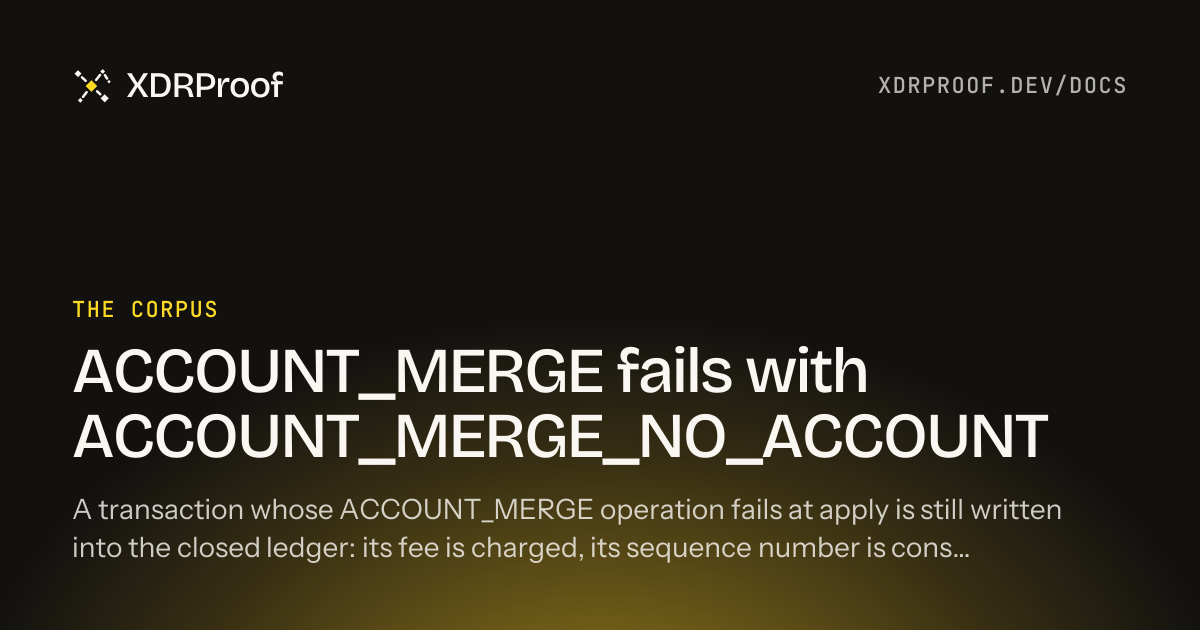 XDRProof
XDRPROOF.DEV/DOCS
THE CORPUS
ACCOUNT_MERGE fails with
ACCOUNT_MERGE_NO_ACCOUNT
A transaction whose ACCOUNT_MERGE operation fails at apply is still written
into the closed ledger: its fee is charged, its sequence number is cons...